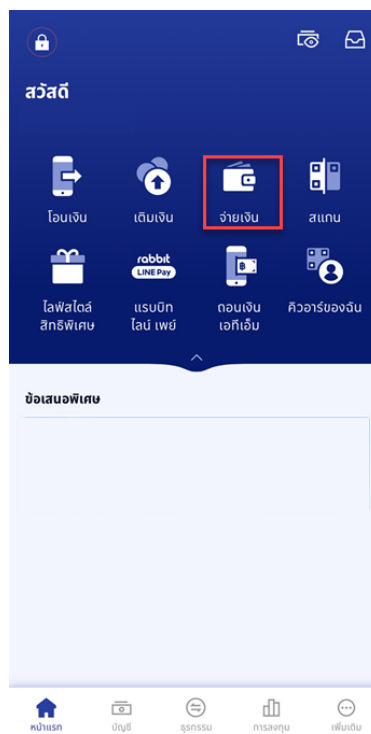 สวัสดี
โอนเงิน
เติมเงิน
จ่ายเงิน
สแกน
ไลฟ์สไตล์
สิทธิพิเศษ
rabbit
LINE Pay
แรบบิท
ไลน์ เพย์
฿
ถอนเงิน
เอทีเอ็ม
คิวอาร์ของฉัน
ข้อเสนอพิเศษ
หน้าแรก
บัญชี
ธุรกรรม
การลงทุน
เพิ่มเติม